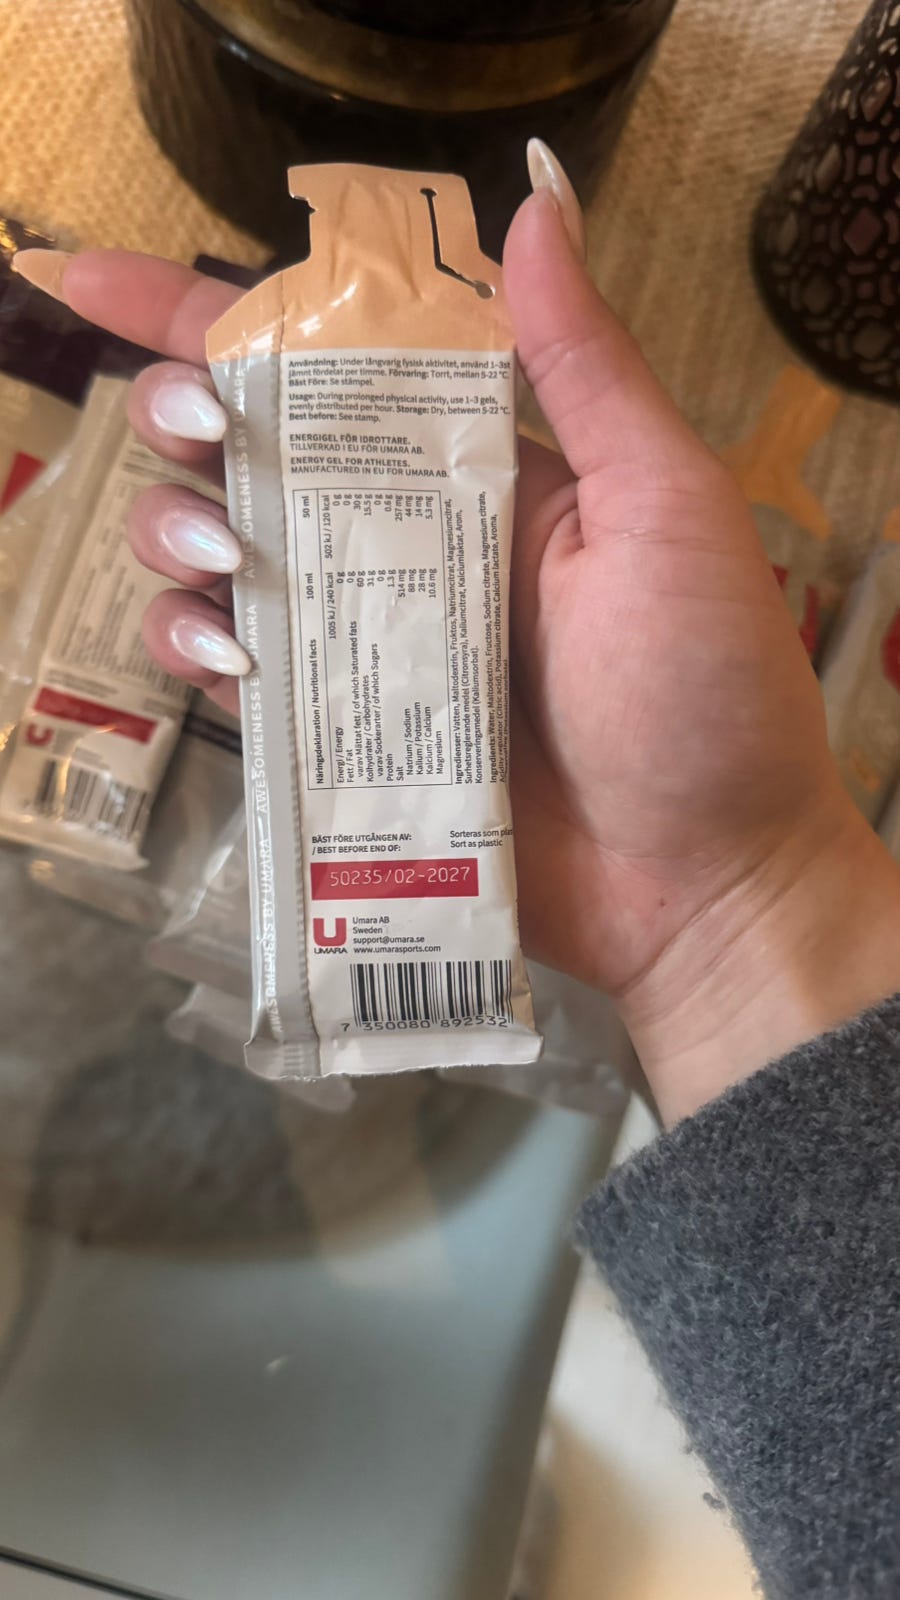 Användning: Under långvarig fysisk aktivitet, använd 1-3st
jämnt fördelat per timme. Förvaring: Torrt, mellan 5-22 °C.
Bäst Före: Se stämpel.
Usage: During prolonged physical activity, use 1-3 gels,
evenly distributed per hour. Storage: Dry, between 5-22 °C.
Best before: See stamp.
ENERGIGEL FÖR IDROTTARE.
TILLVERKAD I EU FÖR UMARA AB.
ENERGY GEL FOR ATHLETES.
MANUFACTURED IN EU FOR UMARA AB.
Näringsdeklaration / Nutritional facts 100 ml 50 ml
Energi / Energy 1005 kJ / 240 kcal 502 kJ / 120 kcal
Fett / Fat 0 g 0 g
varav Mättat fett / of which Saturated fats 0 g 0 g
Kolhydrater / Carbohydrates 60 g 30 g
varav Sockerarter / of which Sugars 31 g 15.5 g
Protein 0 g 0 g
Salt 1.3 g 0.6 g
Natrium / Sodium 514 mg 257 mg
Kalium / Potassium 88 mg 44 mg
Kalcium / Calcium 28 mg 14 mg
Magnesium 10.6 mg 5.3 mg
Ingredienser: Vatten, Maltodextrin, Fruktos, Natriumcitrat, Magnesiumcitrat,
Surhetsreglerande medel (Citronsyra), Kaliumcitrat, Kalciumlaktat, Arom,
Konserveringsmedel (Kaliumsorbat).
Ingredients: Water, Maltodextrin, Fructose, Sodium citrate, Magnesium citrate,
Acidity regulator (Citric acid), Potassium citrate, Calcium lactate, Aroma,
BÄST FÖRE UTGÅNGEN AV:
/ BEST BEFORE END OF:
Sorteras som plas
Sort as plastic
50235/02-2027
U
UMARA
Umara AB
Sweden
support@umara.se
www.umarasports.com
7 350080 892532
AWESOMENESS BY UMARA
AWESOMENESS BY UMARA
AWESOMENESS BY UMARA